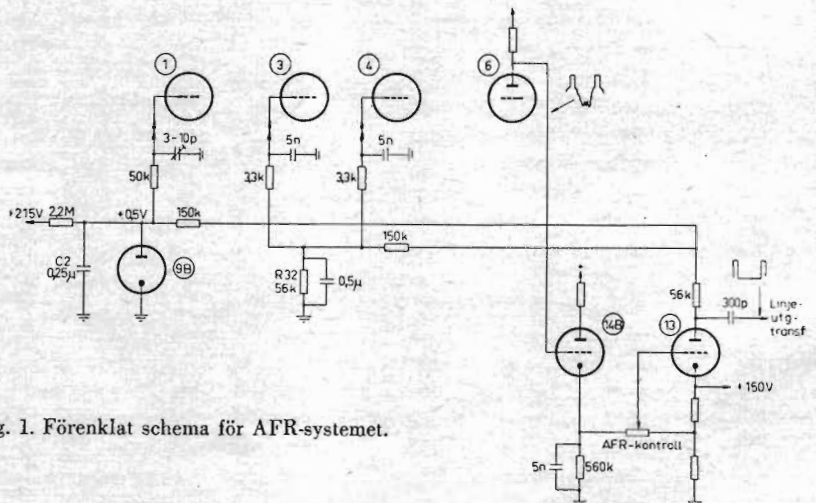 1
3
4
6
3-10p
5n
5n
50k
3,3k
3,3k
+215V
2,2M
+0,5V
150k
150k
C2
0,25µ
9B
R32
56k
0,5µ
56k
300p
Linje-
utg-
transf
14B
13
+150V
AFR-kontroll
5n
560k
g. 1. Förenklat schema för AFR-systemet.